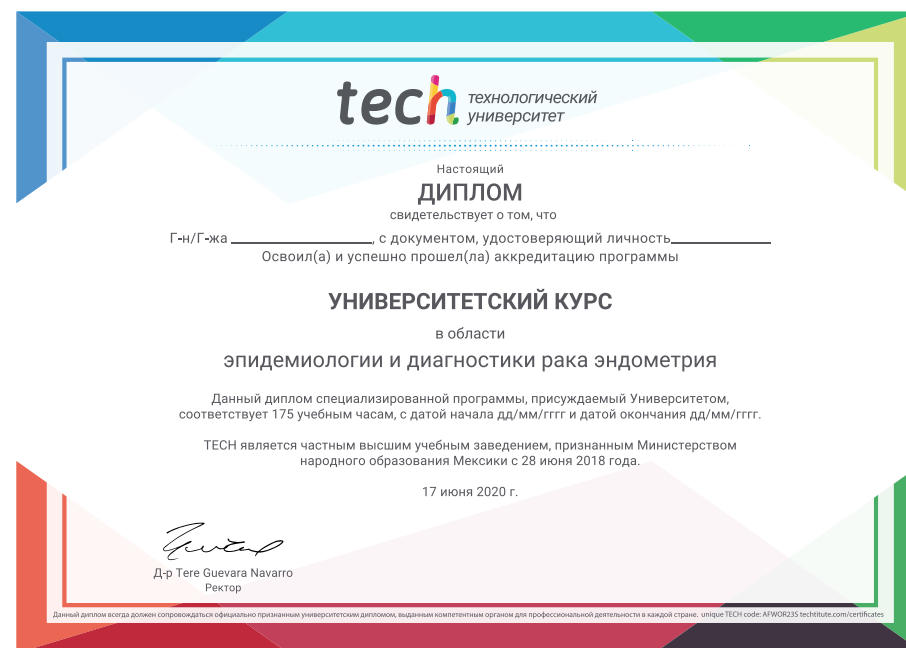 tech технологический
университет
Настоящий
ДИПЛОМ
свидетельствует о том, что
Г-н/Г-жа ____________, с документом, удостоверяющий личность____________
Освоил(а) и успешно прошел(ла) аккредитацию программы
УНИВЕРСИТЕТСКИЙ КУРС
в области
эпидемиологии и диагностики рака эндометрия
Данный диплом специализированной программы, присуждаемый Университетом,
соответствует 175 учебным часам, с датой начала дд/мм/гггг и датой окончания дд/мм/гггг.
TECH является частным высшим учебным заведением, признанным Министерством
народного образования Мексики с 28 июня 2018 года.
17 июня 2020 г.
Д-р Tere Guevara Navarro
Ректор
Данный диплом всегда должен сопровождаться официально признанным университетским дипломом, выданным компетентным органом для профессиональной деятельности в каждой стране. unique TECH code: AFWOR23S techtitute.com/certificates